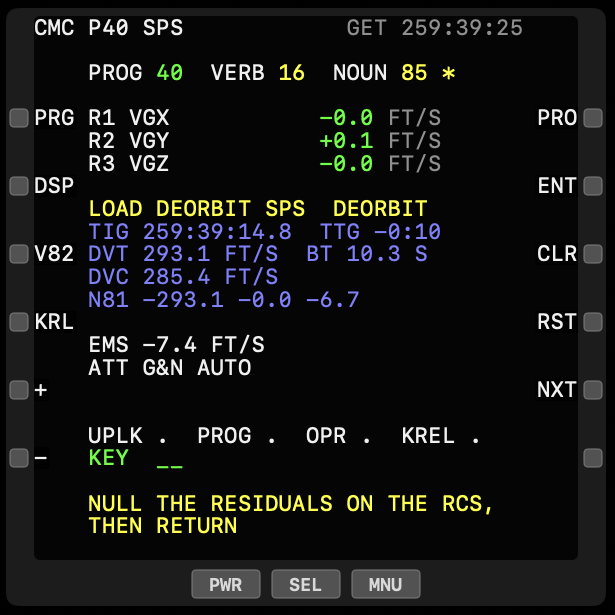 CMC P40 SPS GET 259:39:25
PROG 40 VERB 16 NOUN 85 *
PRG R1 VGX -0.0 FT/S PRO
R2 VGY +0.1 FT/S
R3 VGZ -0.0 FT/S
DSP ENT
LOAD DEORBIT SPS DEORBIT
TIG 259:39:14.8 TTG -0:10
V82 DVT 293.1 FT/S BT 10.3 S CLR
DVC 285.4 FT/S
N81 -293.1 -0.0 -6.7
KRL RST
EMS -7.4 FT/S
ATT G&N AUTO
+ NXT
UPLK . PROG . OPR . KREL .
- KEY __
NULL THE RESIDUALS ON THE RCS,
THEN RETURN
PWR SEL MNU